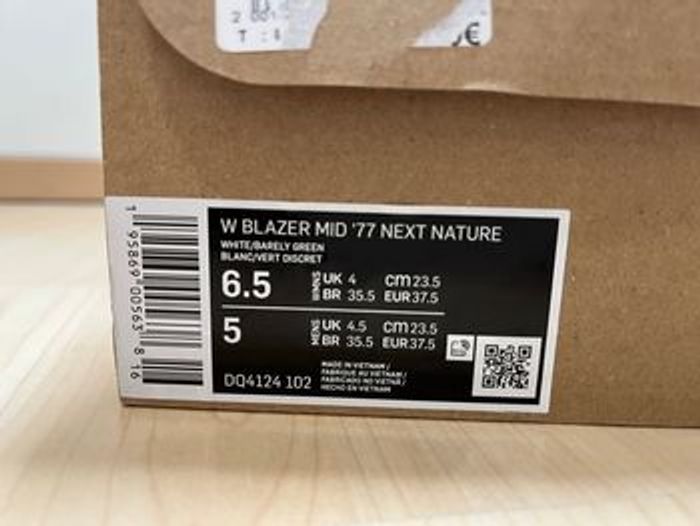 T :
€
1 95869 00563 8 16
W BLAZER MID '77 NEXT NATURE
WHITE/BARELY GREEN
BLANC/VERT DISCRET
6.5 WMNS UK 4 CM 23.5
BR 35.5 EUR 37.5
5 MENS UK 4.5 CM 23.5
BR 35.5 EUR 37.5
DQ4124 102
MADE IN VIETNAM /
FABRIQUE AU VIETNAM /
FABRICADO NO VIETNÃ /
HECHO EN VIETNAM